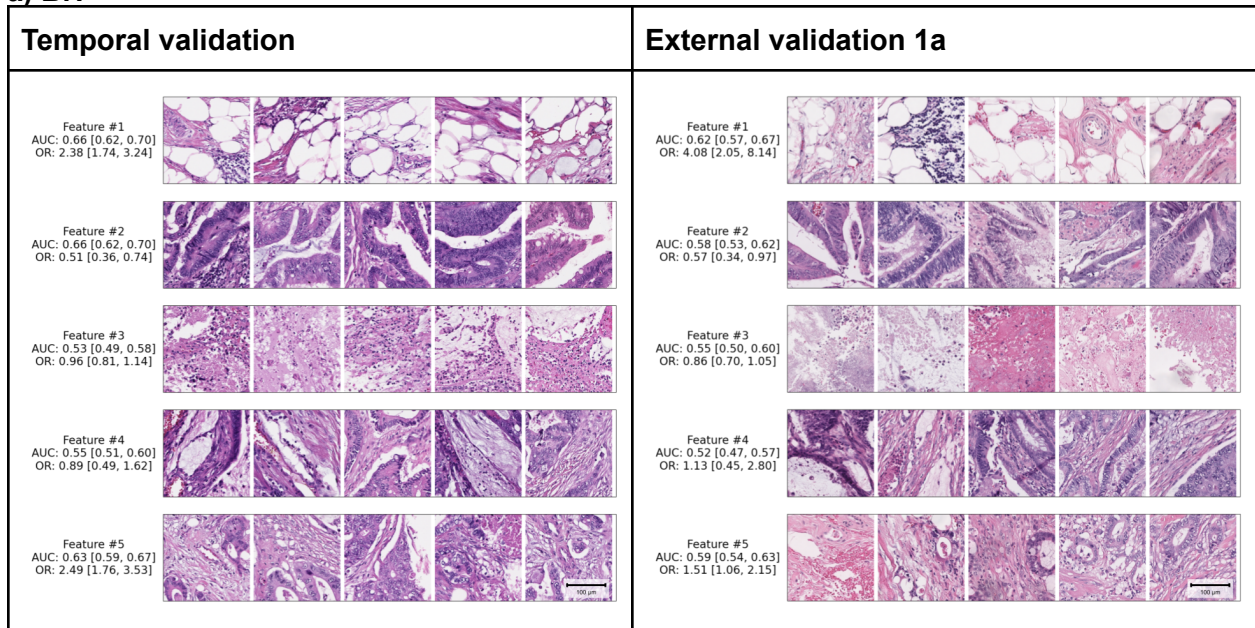 Temporal validation
External validation 1a
Feature #1
AUC: 0.66 [0.62, 0.70]
OR: 2.38 [1.74, 3.24]
Feature #2
AUC: 0.66 [0.62, 0.70]
OR: 0.51 [0.36, 0.74]
Feature #3
AUC: 0.53 [0.49, 0.58]
OR: 0.96 [0.81, 1.14]
Feature #4
AUC: 0.55 [0.51, 0.60]
OR: 0.89 [0.49, 1.62]
Feature #5
AUC: 0.63 [0.59, 0.67]
OR: 2.49 [1.76, 3.53]
100 μm
Feature #1
AUC: 0.62 [0.57, 0.67]
OR: 4.08 [2.05, 8.14]
Feature #2
AUC: 0.58 [0.53, 0.62]
OR: 0.57 [0.34, 0.97]
Feature #3
AUC: 0.55 [0.50, 0.60]
OR: 0.86 [0.70, 1.05]
Feature #4
AUC: 0.52 [0.47, 0.57]
OR: 1.13 [0.45, 2.80]
Feature #5
AUC: 0.59 [0.54, 0.63]
OR: 1.51 [1.06, 2.15]
100 μm